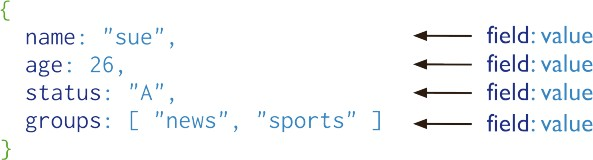 {
name: "sue", field: value
age: 26, field: value
status: "A", field: value
groups: [ "news", "sports" ] field: value
}